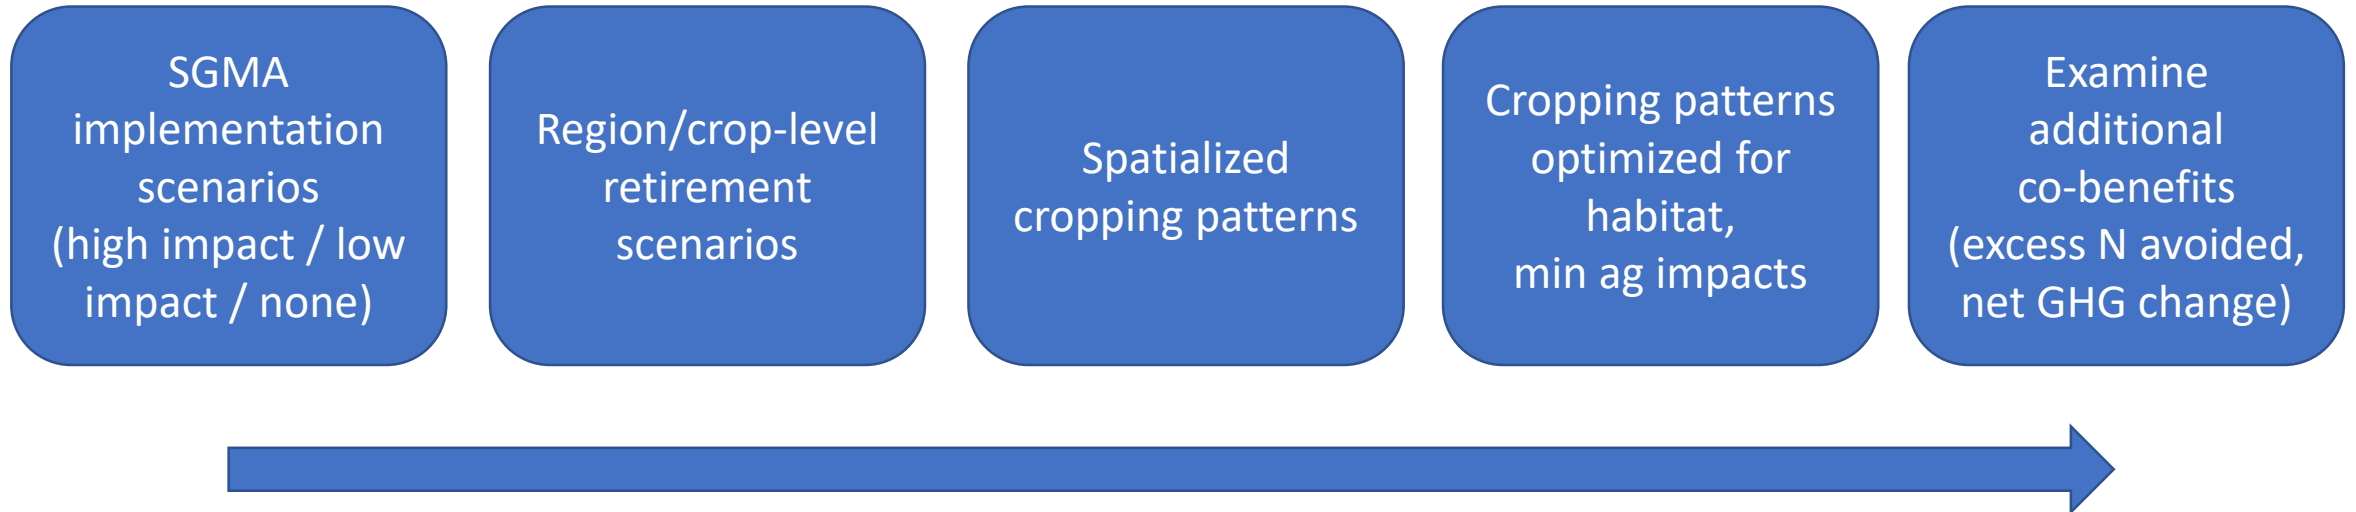 SGMA
implementation
scenarios
(high impact / low
impact / none)
Region/crop-level
retirement
scenarios
Spatialized
cropping patterns
Cropping patterns
optimized for
habitat,
min ag impacts
Examine
additional
co-benefits
(excess N avoided,
net GHG change)